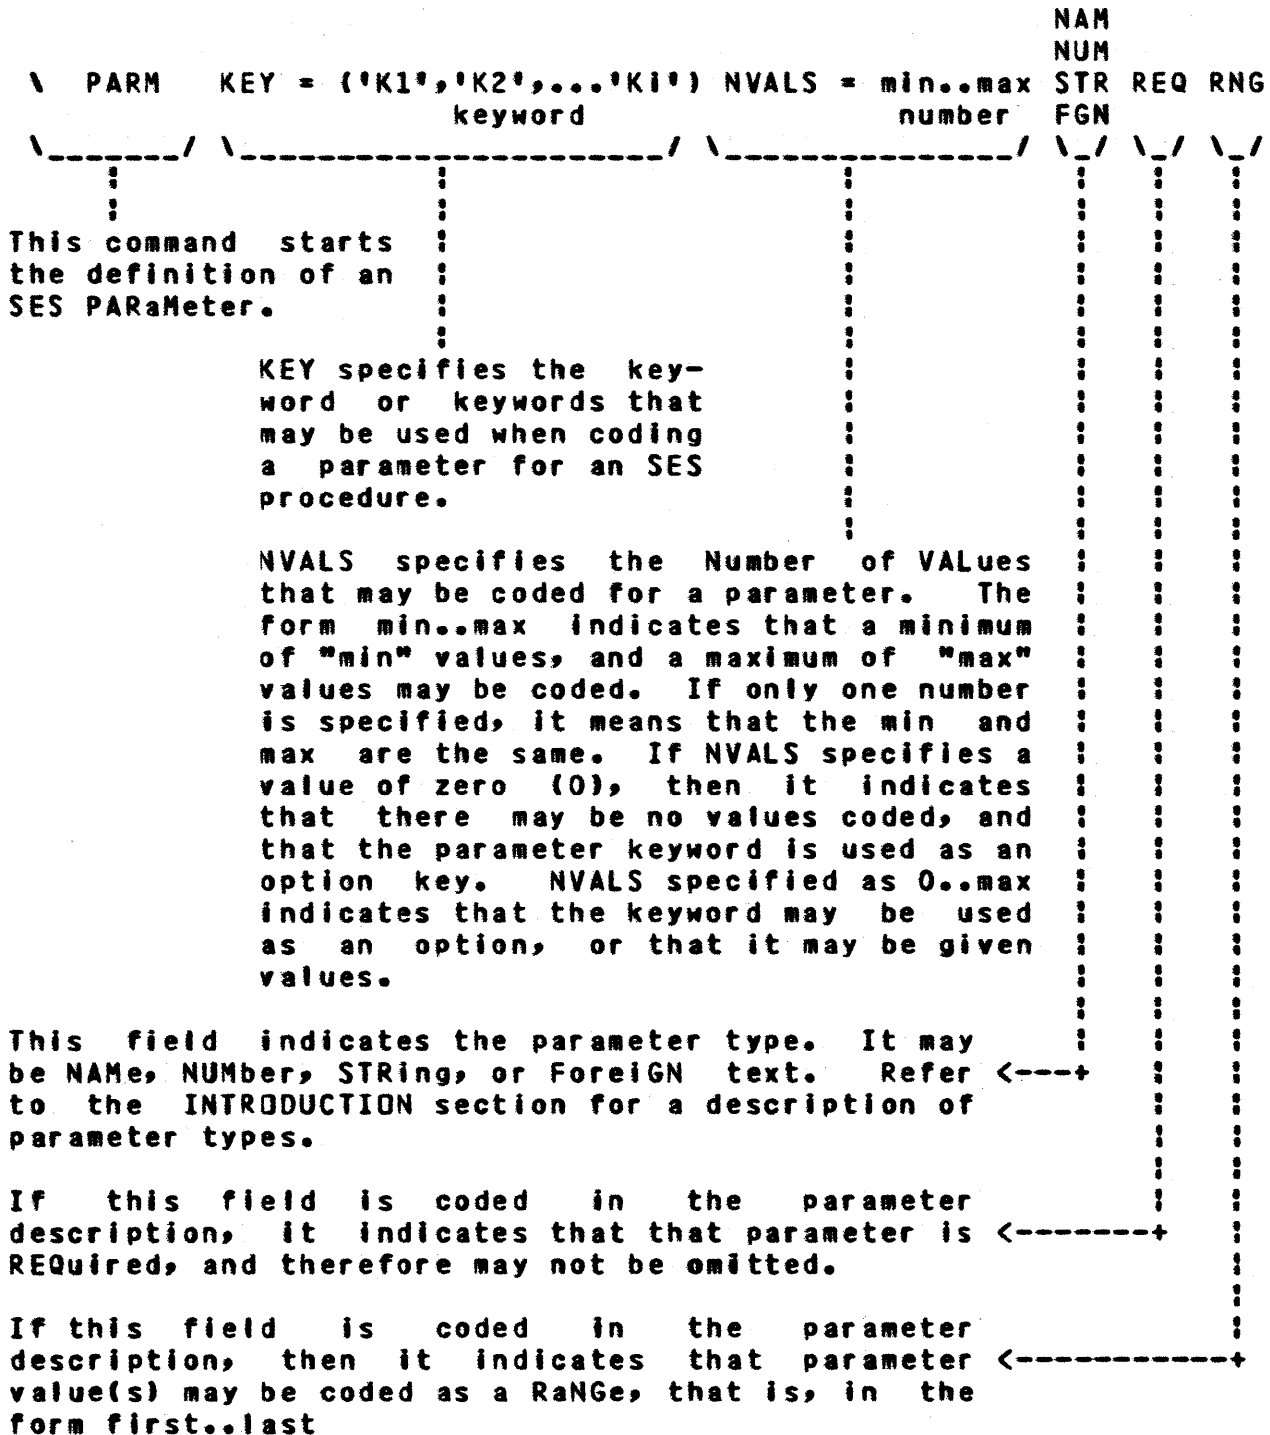 NAM
NUM
\ PARM KEY = ('K1','K2',...'Ki') NVALS = min..max STR REQ RNG
keyword number FGN
\_______/ \______________________/ \_______________/ \_/ \_/ \_/
This command starts
the definition of an
SES PARaMeter.
KEY specifies the key-
word or keywords that
may be used when coding
a parameter for an SES
procedure.
NVALS specifies the Number of VALues
that may be coded for a parameter. The
form min..max indicates that a minimum
of "min" values, and a maximum of "max"
values may be coded. If only one number
is specified, it means that the min and
max are the same. If NVALS specifies a
value of zero (0), then it indicates
that there may be no values coded, and
that the parameter keyword is used as an
option key. NVALS specified as 0..max
indicates that the keyword may be used
as an option, or that it may be given
values.
This field indicates the parameter type. It may
be NAMe, NUMber, STRing, or ForeiGN text. Refer <---+
to the INTRODUCTION section for a description of
parameter types.
If this field is coded in the parameter
description, it indicates that that parameter is <-------+
REQuired, and therefore may not be omitted.
If this field is coded in the parameter
description, then it indicates that parameter <-----------+
value(s) may be coded as a RaNGe, that is, in the
form first..last